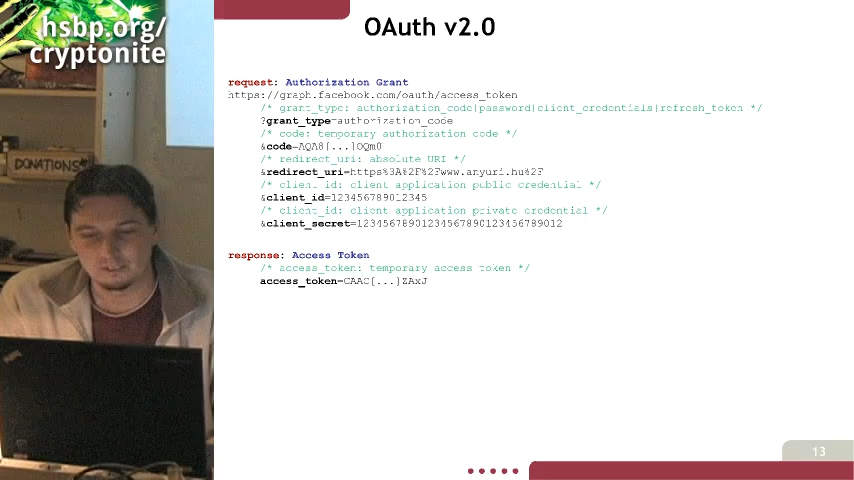 hsbp.org/
cryptonite
DONATIONS
OAuth v2.0
request: Authorization Grant
https://graph.facebook.com/oauth/access_token
/* grant_type: authorization_code|password|client_credentials|refresh_token */
?grant_type=authorization_code
/* code: temporary authorization code */
&code=AQA8[...]OQm0
/* redirect_uri: absolute URI */
&redirect_uri=https%3A%2F%2Fwww.anyuri.hu%2F
/* client_id: client application public credential */
&client_id=123456789012345
/* client_id: client application private credential */
&client_secret=12345678901234567890123456789012
response: Access Token
/* access_token: temporary access token */
access_token=CAAC[...]ZAxJ
13